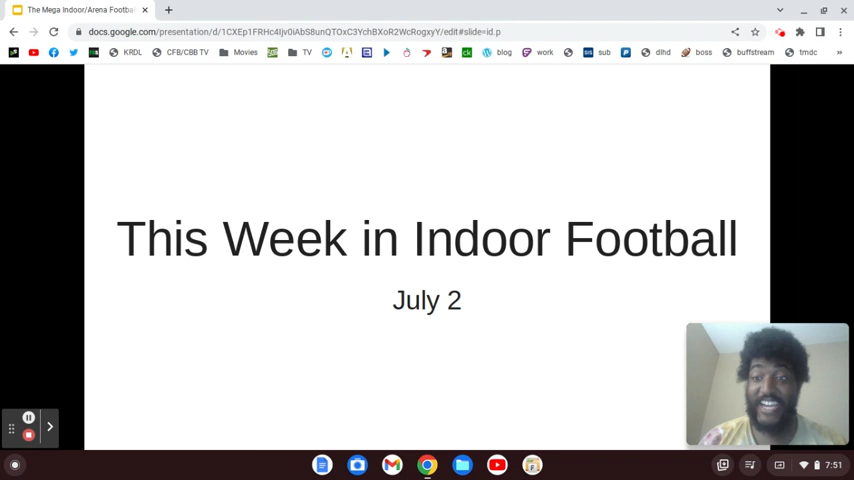 The Mega Indoor/Arena Footba
docs.google.com/presentation/d/1CXEp1FRHc4Ijv0iAbS8unQTOxC3YchBXoR2WcRogxyY/edit#slide=id.p
KRDL CFB/CBB TV Movies TV blog work sub boss buffstream dlhd tmdc »
This Week in Indoor Football
July 2
7:51